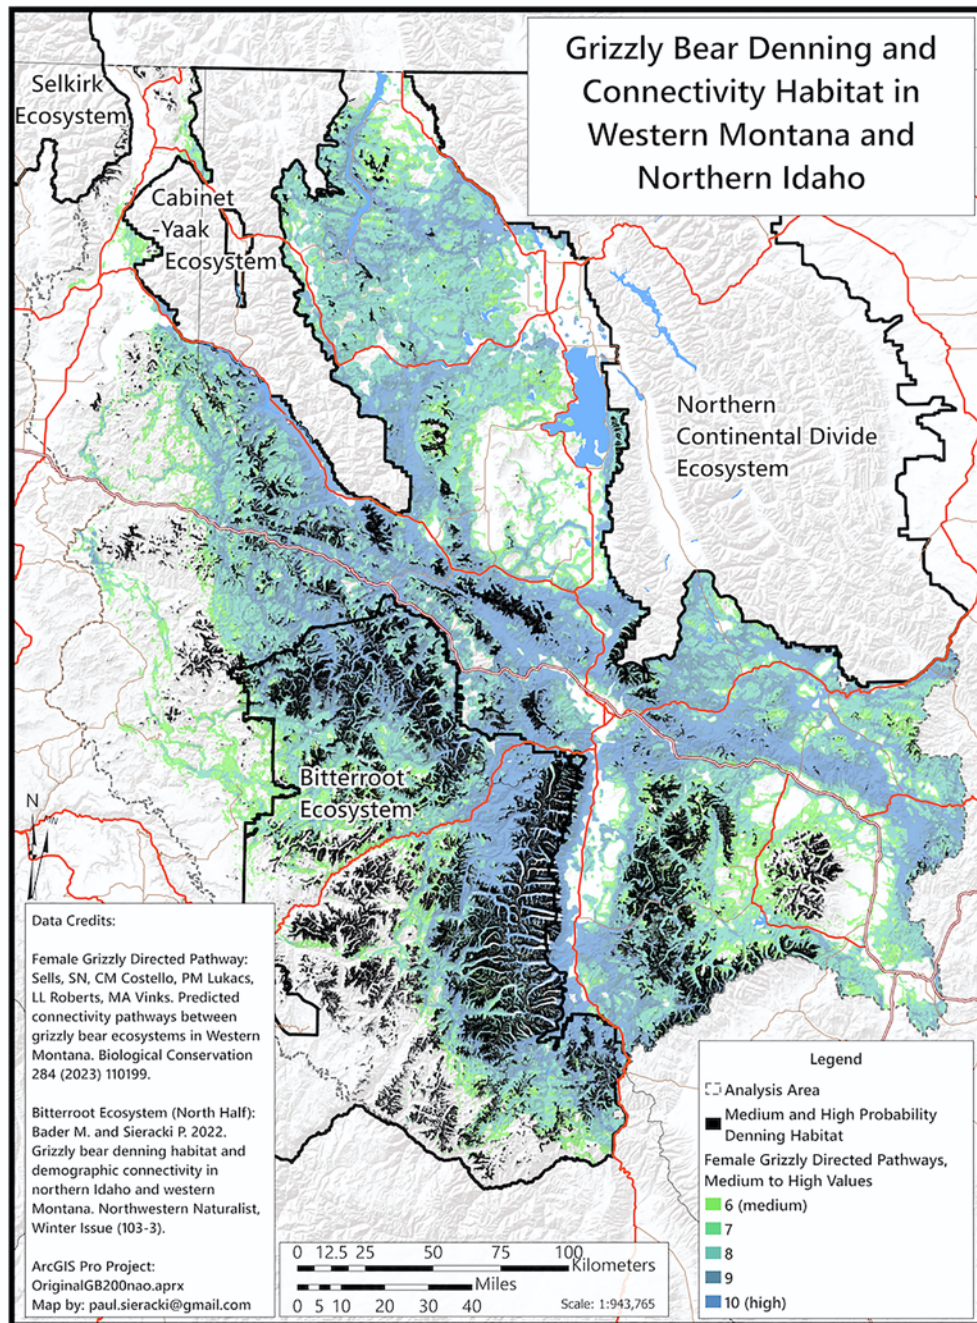 Grizzly Bear Denning and
Connectivity Habitat in
Western Montana and
Northern Idaho
Selkirk
Ecosystem
Cabinet
-Yaak
Ecosystem
Northern
Continental Divide
Ecosystem
Bitterroot
Ecosystem
N
Data Credits:
Female Grizzly Directed Pathway:
Sells, SN, CM Costello, PM Lukacs,
LL Roberts, MA Vinks. Predicted
connectivity pathways between
grizzly bear ecosystems in Western
Montana. Biological Conservation
284 (2023) 110199.
Bitterroot Ecosystem (North Half):
Bader M. and Sieracki P. 2022.
Grizzly bear denning habitat and
demographic connectivity in
northern Idaho and western
Montana. Northwestern Naturalist,
Winter Issue (103-3).
ArcGIS Pro Project:
OriginalGB200nao.aprx
Map by: paul.sieracki@gmail.com
0 12.5 25 50 75 100
Kilometers
Miles
0 5 10 20 30 40
Scale: 1:943,765
Legend
Analysis Area
Medium and High Probability
Denning Habitat
Female Grizzly Directed Pathways,
Medium to High Values
6 (medium)
7
8
9
10 (high)